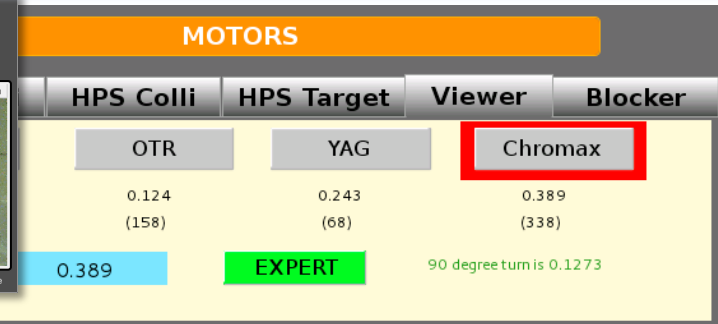 MOTORS
HPS Colli HPS Target Viewer Blocker
OTR YAG Chromax
0.124 0.243 0.389
(158) (68) (338)
0.389 EXPERT 90 degree turn is 0.1273